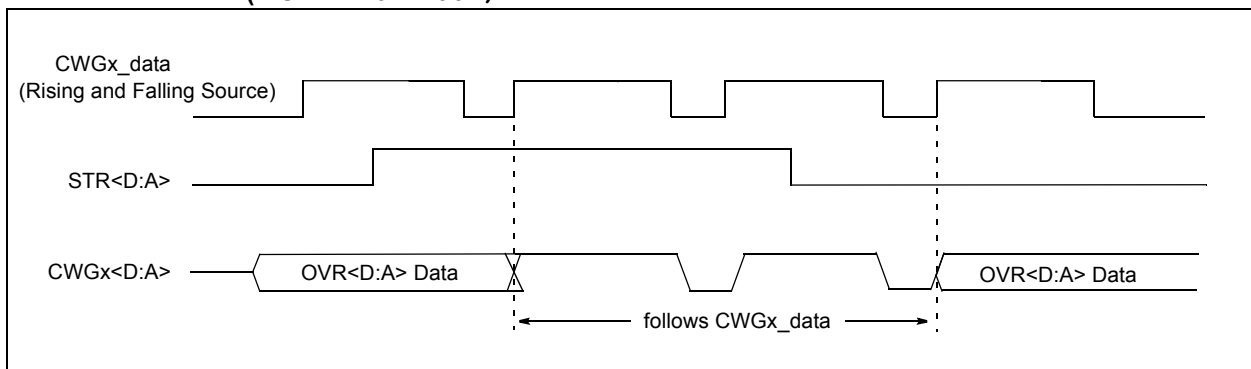 CWGx_data
(Rising and Falling Source)
STR<D:A>
CWGx<D:A>
OVR<D:A> Data
OVR<D:A> Data
follows CWGx_data